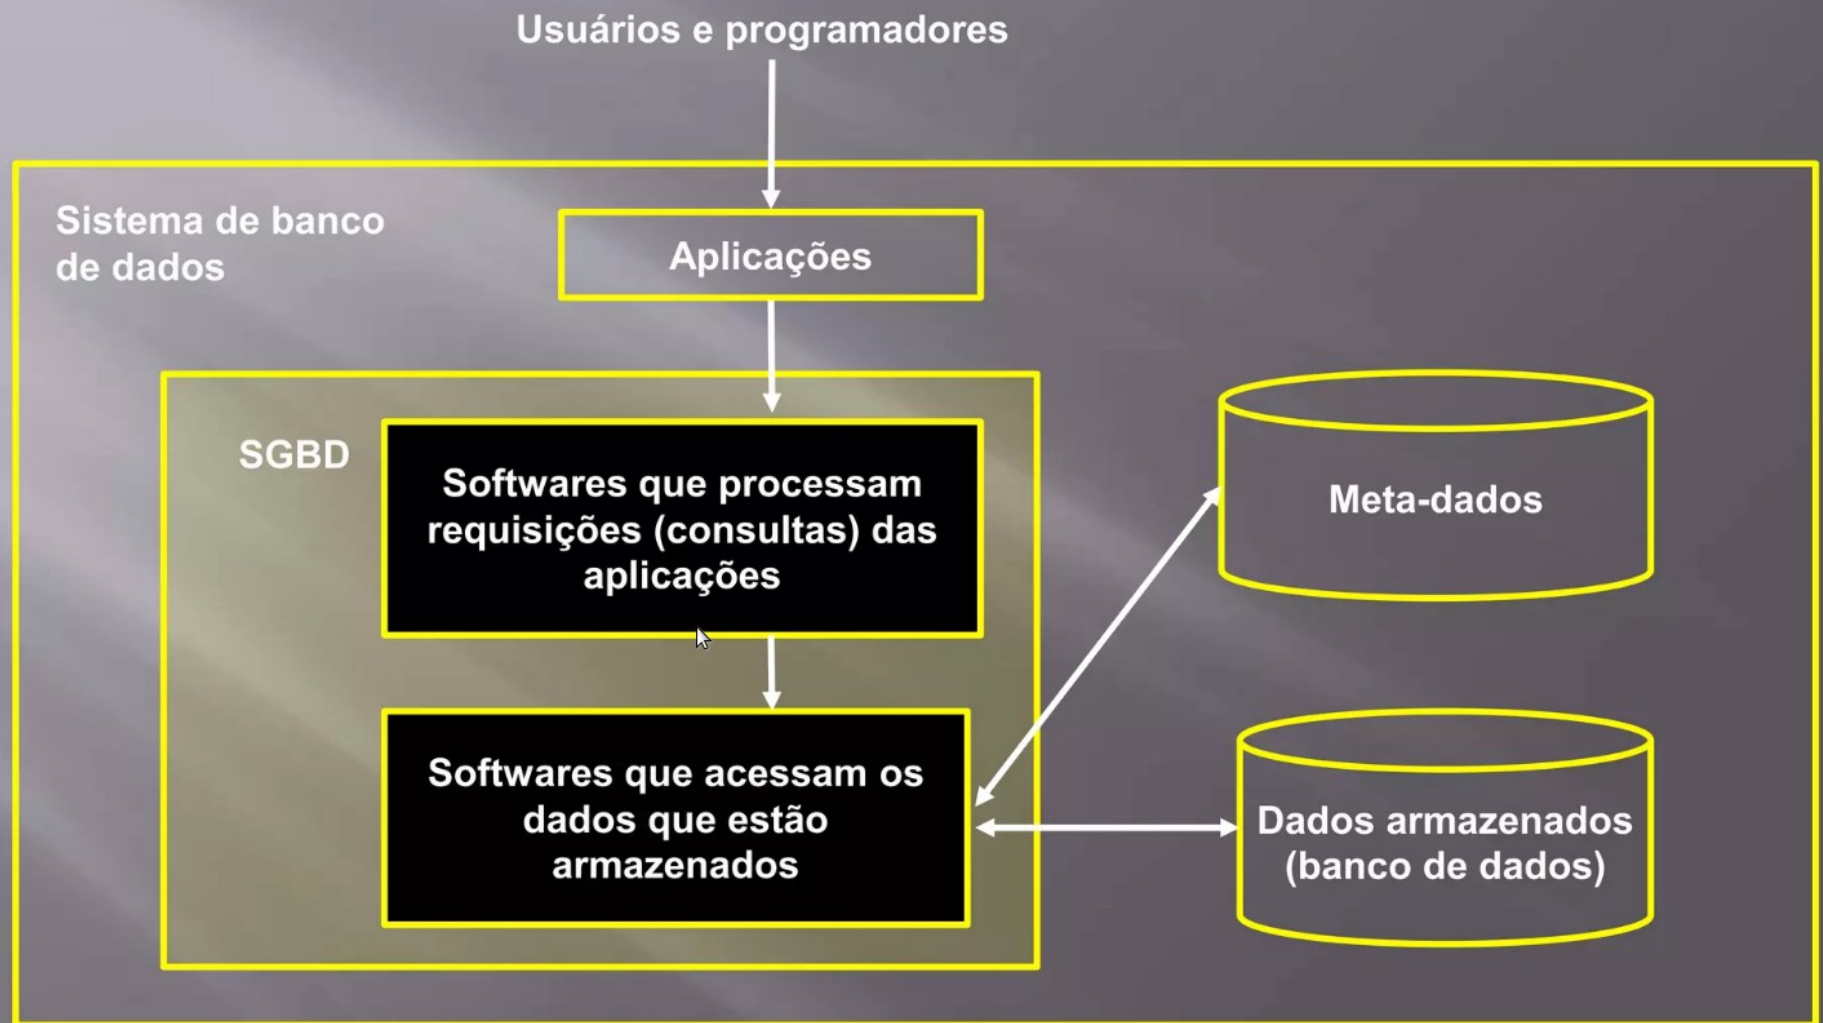 Usuários e programadores
Sistema de banco
de dados
Aplicações
SGBD
Softwares que processam
requisições (consultas) das
aplicações
Meta-dados
Softwares que acessam os
dados que estão
armazenados
Dados armazenados
(banco de dados)